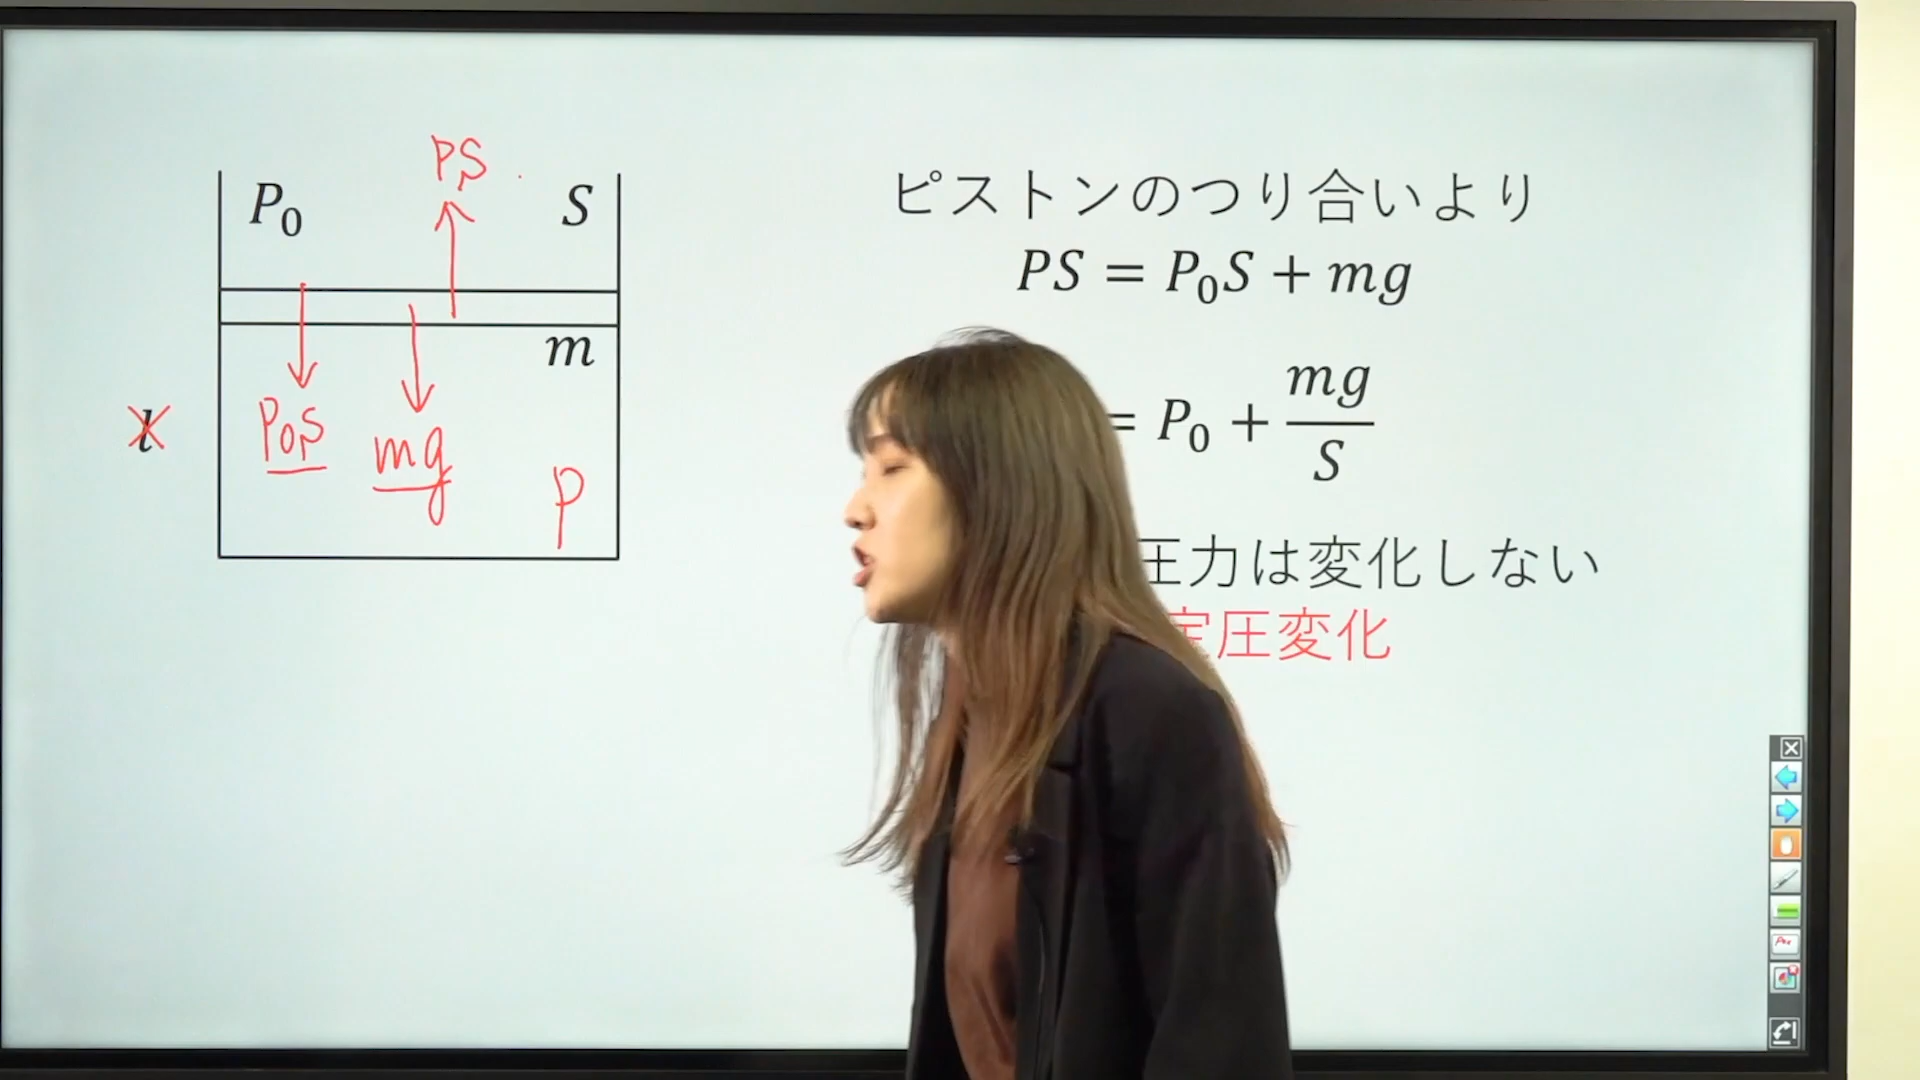 PS
P₀ S
m
l
P₀S
mg
P
ピストンのつり合いより
PS = P₀S + mg
= P₀ + mg/S
圧力は変化しない
定圧変化